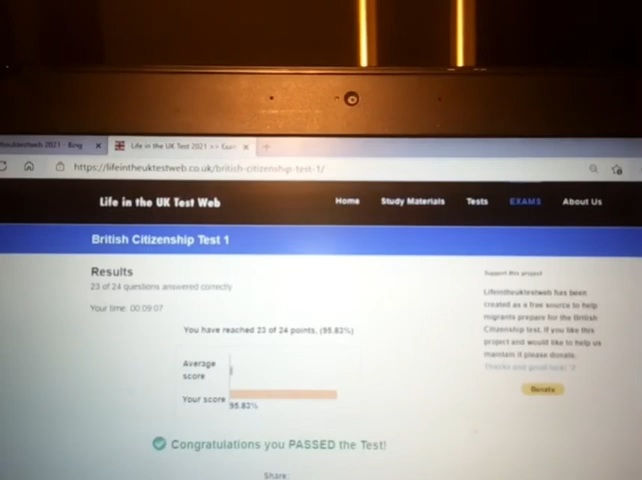 Life in the UK Test 2021 >> Exam
https://lifeintheuktestweb.co.uk/british-citizenship-test-1/
Life in the UK Test Web
Home Study Materials Tests EXAMS About Us
British Citizenship Test 1
Results
23 of 24 questions answered correctly
Your time: 00:09:07
You have reached 23 of 24 points, (95.83%)
Average
score
Your score
95.83%
Congratulations you PASSED the Test!
Share:
Support this project
Lifeintheuktestweb has been
created as a free source to help
migrants prepare for the British
Citizenship test. If you like this
project and would like to help us
maintain it please donate.
Thanks and good luck!
Donate